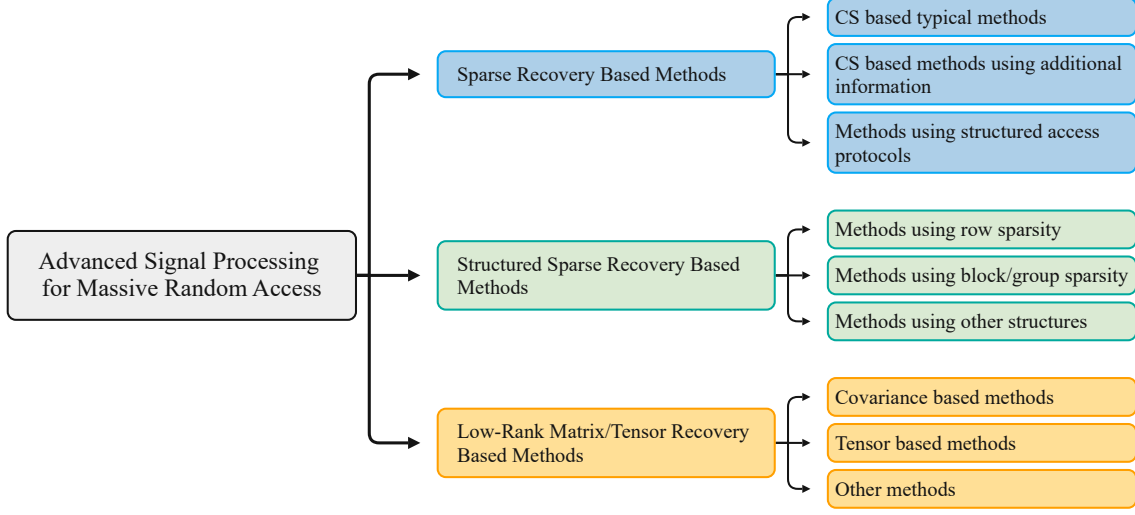 Advanced Signal Processing
for Massive Random Access
Sparse Recovery Based Methods
CS based typical methods
CS based methods using additional
information
Methods using structured access
protocols
Structured Sparse Recovery Based
Methods
Methods using row sparsity
Methods using block/group sparsity
Methods using other structures
Low-Rank Matrix/Tensor Recovery
Based Methods
Covariance based methods
Tensor based methods
Other methods